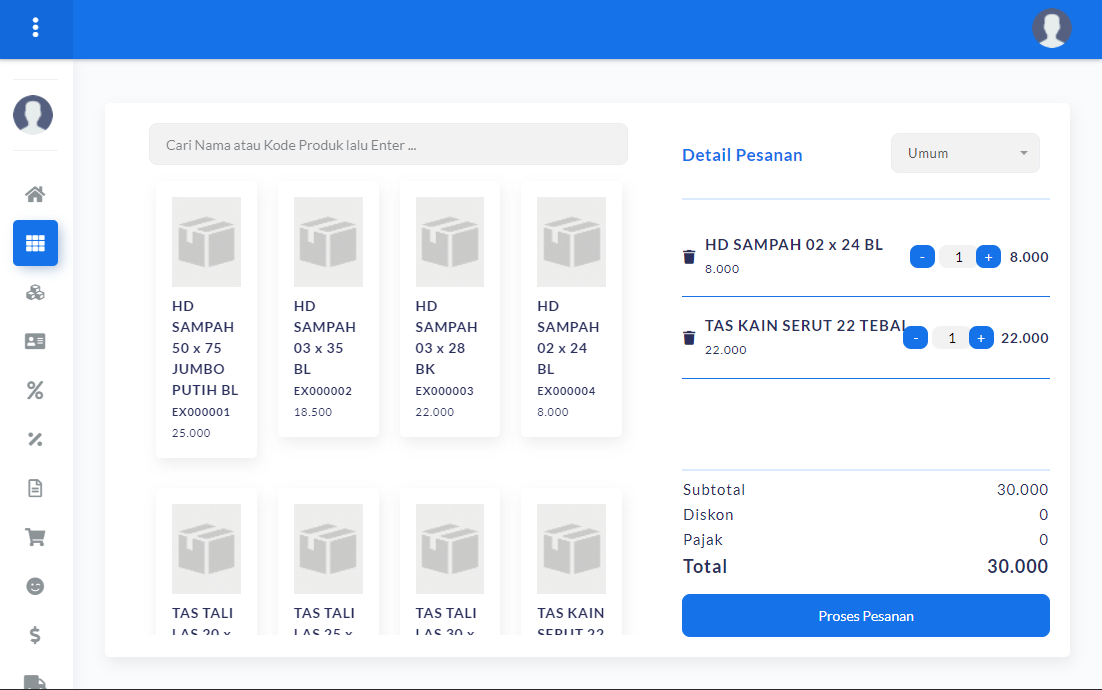 Cari Nama atau Kode Produk lalu Enter ...
HD
SAMPAH
50 x 75
JUMBO
PUTIH BL
EX000001
25.000
HD
SAMPAH
03 x 35
BL
EX000002
18.500
HD
SAMPAH
03 x 28
BK
EX000003
22.000
HD
SAMPAH
02 x 24
BL
EX000004
8.000
TAS TALI
LAS 20 x
TAS TALI
LAS 25 x
TAS TALI
LAS 30 x
TAS KAIN
SERUT 22
Detail Pesanan
Umum
HD SAMPAH 02 x 24 BL
8.000
- 1 + 8.000
TAS KAIN SERUT 22 TEBAL
22.000
- 1 + 22.000
Subtotal 30.000
Diskon 0
Pajak 0
Total 30.000
Proses Pesanan